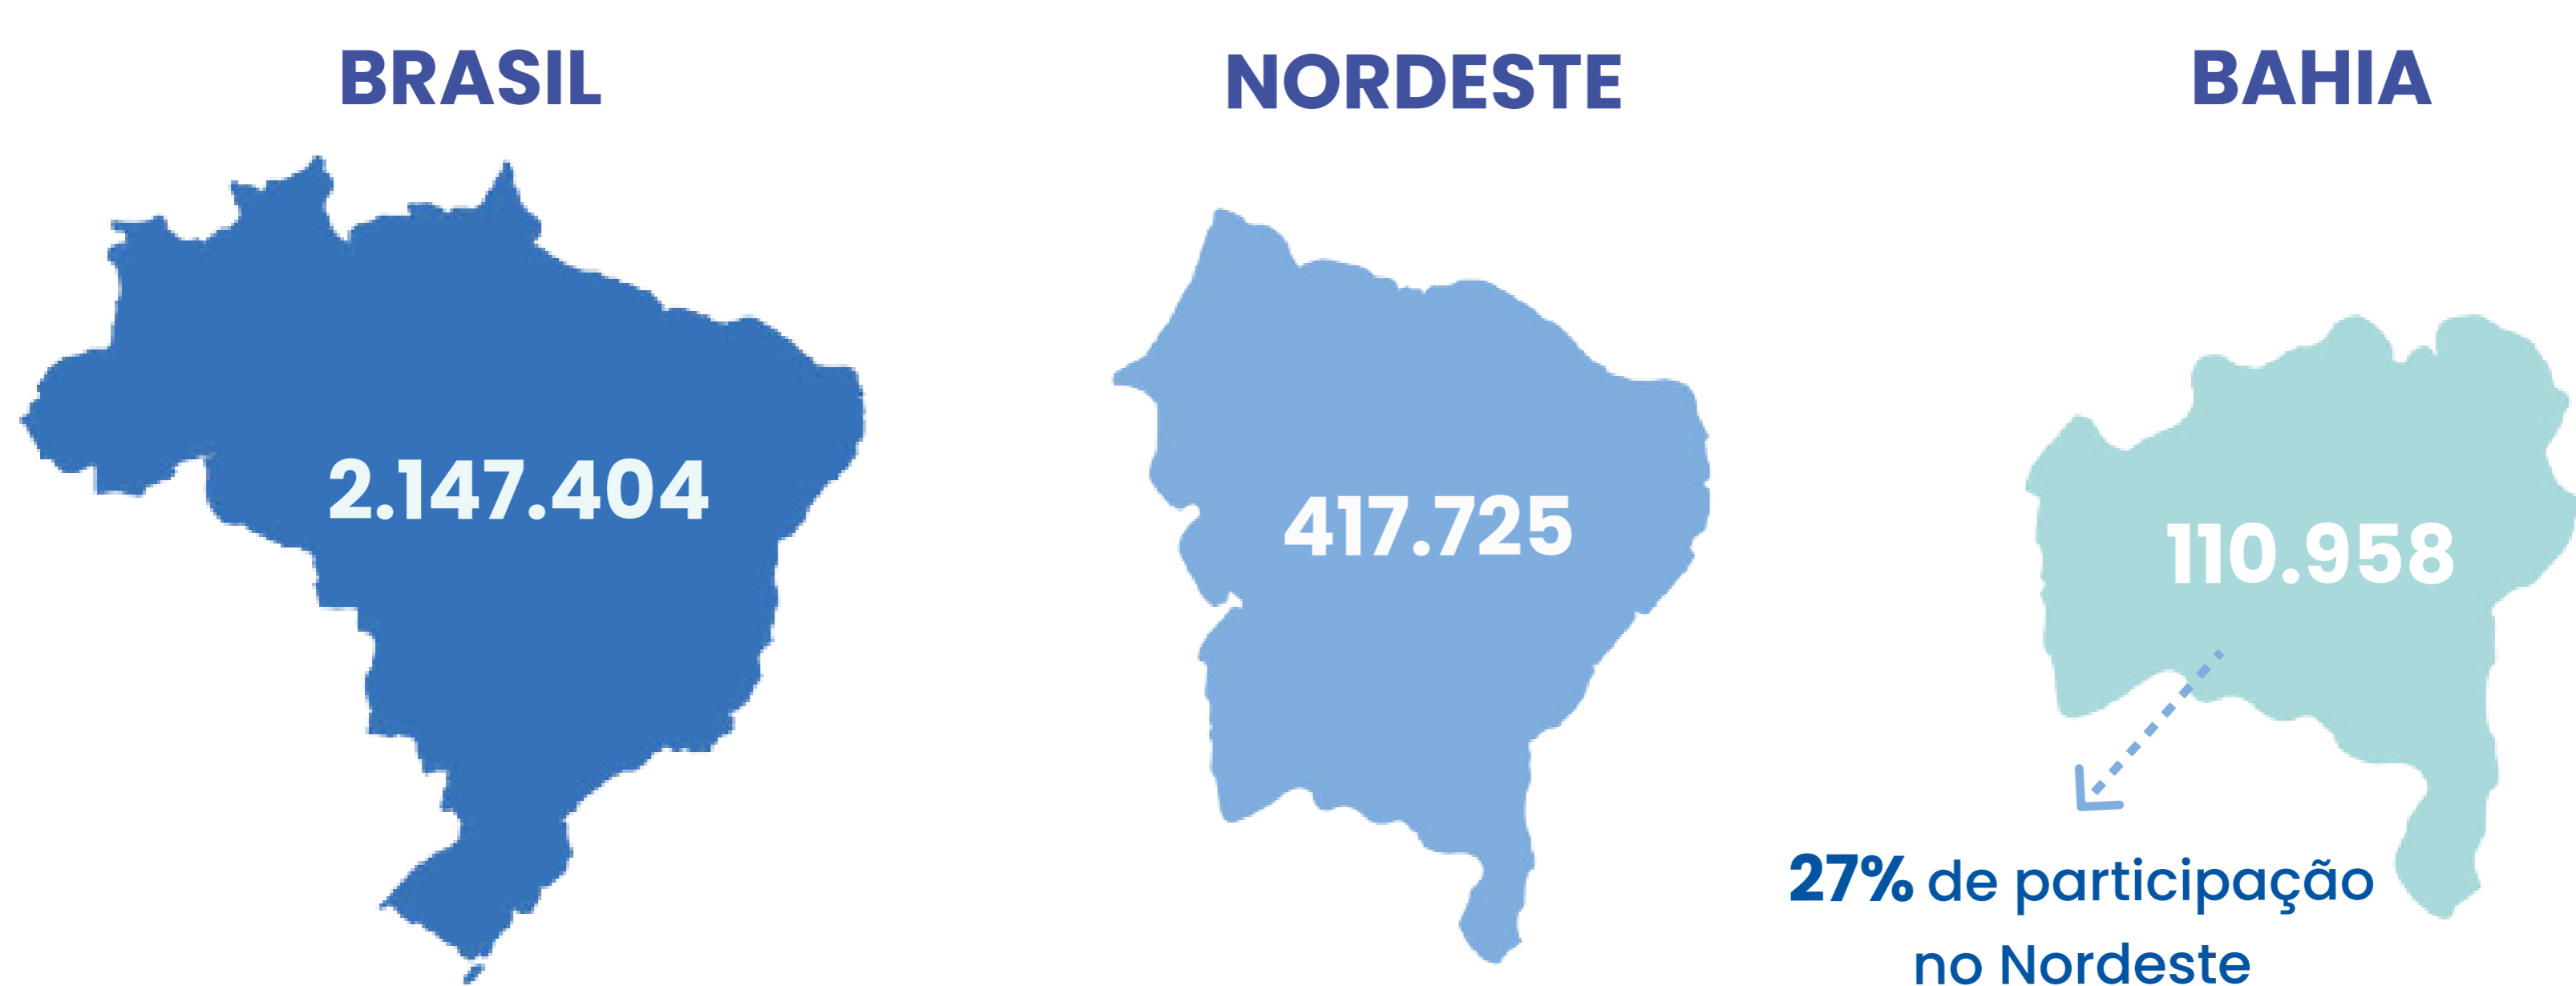 BRASIL
NORDESTE
BAHIA
2.147.404
417.725
110.958
27% de participação
no Nordeste